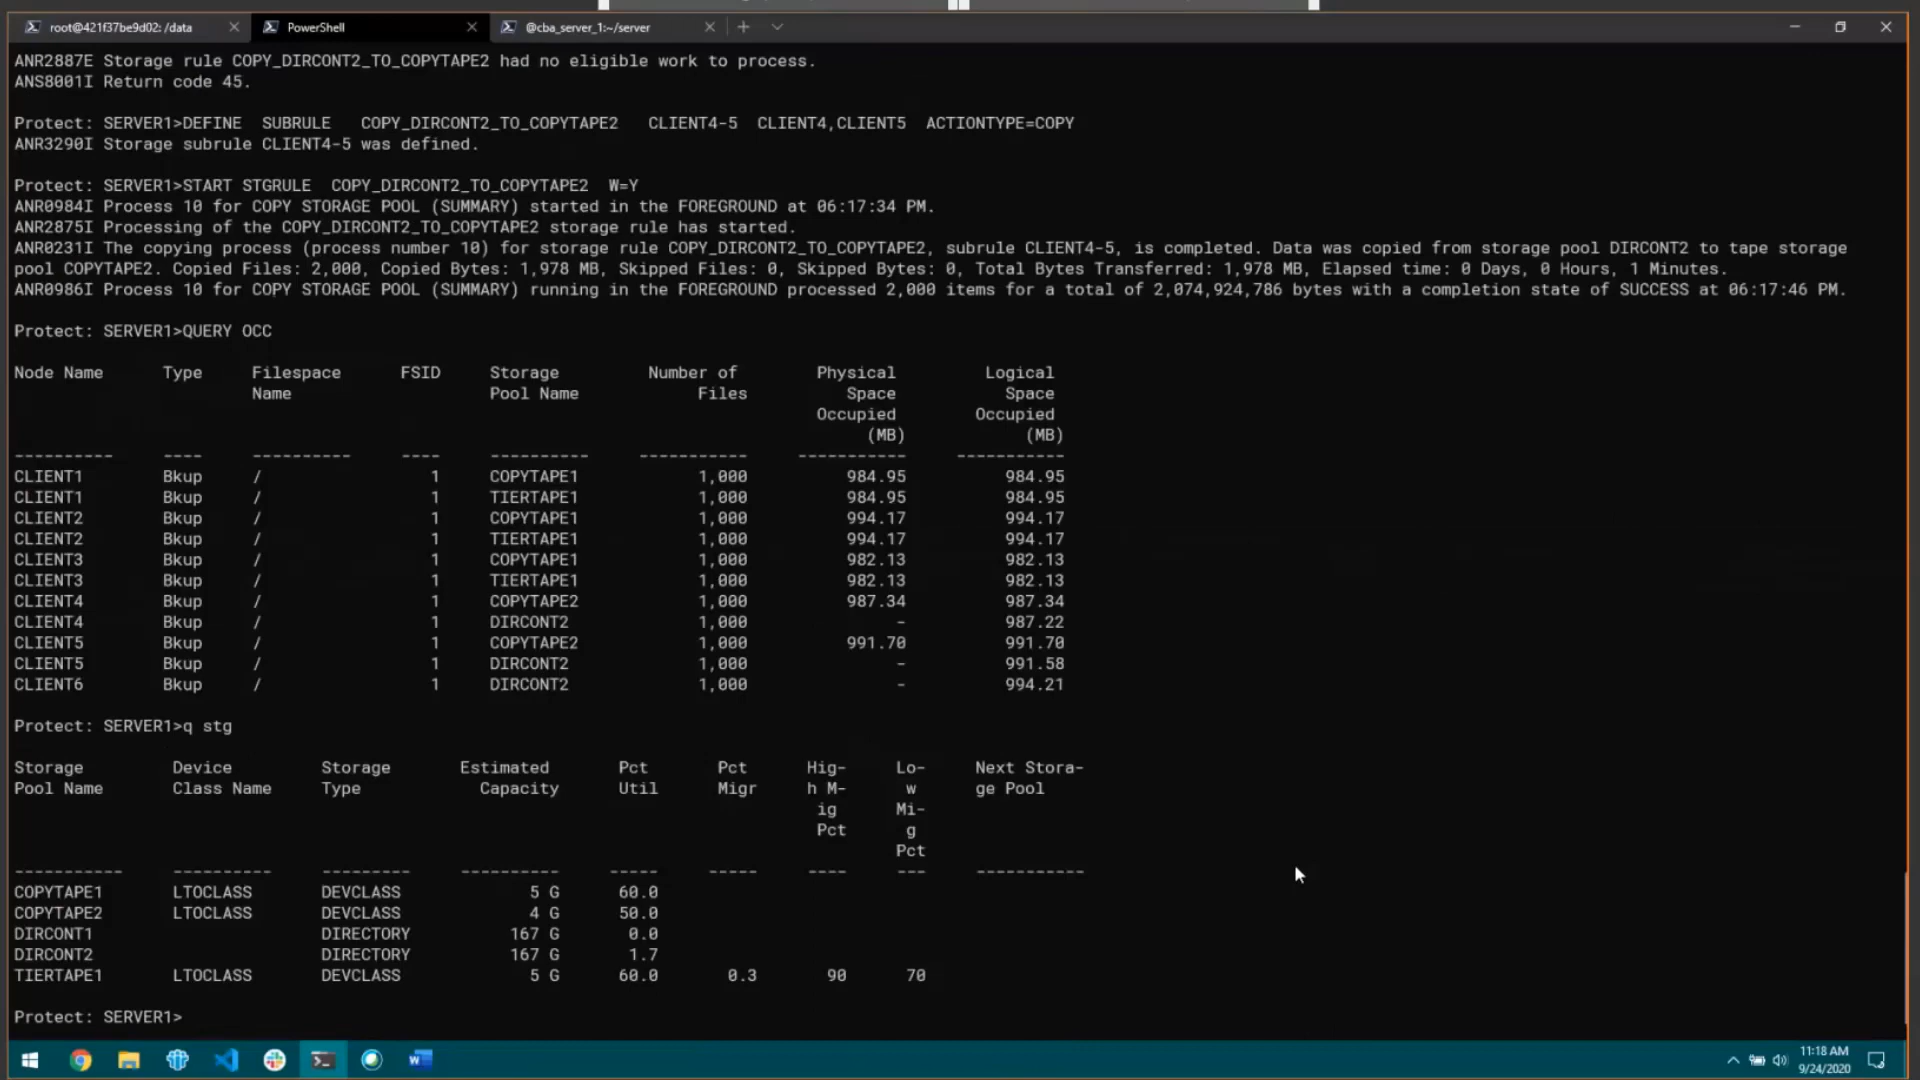 root@421f37be9d02: /data
PowerShell
@cba_server_1:~/server
ANR2887E Storage rule COPY_DIRCONT2_TO_COPYTAPE2 had no eligible work to process.
ANS8001I Return code 45.
Protect: SERVER1>DEFINE SUBRULE COPY_DIRCONT2_TO_COPYTAPE2 CLIENT4-5 CLIENT4,CLIENT5 ACTIONTYPE=COPY
ANR3290I Storage subrule CLIENT4-5 was defined.
Protect: SERVER1>START STGRULE COPY_DIRCONT2_TO_COPYTAPE2 W=Y
ANR0984I Process 10 for COPY STORAGE POOL (SUMMARY) started in the FOREGROUND at 06:17:34 PM.
ANR2875I Processing of the COPY_DIRCONT2_TO_COPYTAPE2 storage rule has started.
ANR0231I The copying process (process number 10) for storage rule COPY_DIRCONT2_TO_COPYTAPE2, subrule CLIENT4-5, is completed. Data was copied from storage pool DIRCONT2 to tape storage
pool COPYTAPE2. Copied Files: 2,000, Copied Bytes: 1,978 MB, Skipped Files: 0, Skipped Bytes: 0, Total Bytes Transferred: 1,978 MB, Elapsed time: 0 Days, 0 Hours, 1 Minutes.
ANR0986I Process 10 for COPY STORAGE POOL (SUMMARY) running in the FOREGROUND processed 2,000 items for a total of 2,074,924,786 bytes with a completion state of SUCCESS at 06:17:46 PM.
Protect: SERVER1>QUERY OCC
Node Name Type Filespace FSID Storage Number of Physical Logical
Name Pool Name Files Space Space
Occupied Occupied
(MB) (MB)
---------- ---- ---------- ---- ---------- ----------- ----------- -----------
CLIENT1 Bkup / 1 COPYTAPE1 1,000 984.95 984.95
CLIENT1 Bkup / 1 TIERTAPE1 1,000 984.95 984.95
CLIENT2 Bkup / 1 COPYTAPE1 1,000 994.17 994.17
CLIENT2 Bkup / 1 TIERTAPE1 1,000 994.17 994.17
CLIENT3 Bkup / 1 COPYTAPE1 1,000 982.13 982.13
CLIENT3 Bkup / 1 TIERTAPE1 1,000 982.13 982.13
CLIENT4 Bkup / 1 COPYTAPE2 1,000 987.34 987.34
CLIENT4 Bkup / 1 DIRCONT2 1,000 - 987.22
CLIENT5 Bkup / 1 COPYTAPE2 1,000 991.70 991.70
CLIENT5 Bkup / 1 DIRCONT2 1,000 - 991.58
CLIENT6 Bkup / 1 DIRCONT2 1,000 - 994.21
Protect: SERVER1>q stg
Storage Device Storage Estimated Pct Pct Hig- Lo- Next Stora-
Pool Name Class Name Type Capacity Util Migr h M- w ge Pool
ig Mi-
Pct g
Pct
----------- ---------- --------- ---------- ----- ----- ---- --- -----------
COPYTAPE1 LTOCLASS DEVCLASS 5 G 60.0
COPYTAPE2 LTOCLASS DEVCLASS 4 G 50.0
DIRCONT1 DIRECTORY 167 G 0.0
DIRCONT2 DIRECTORY 167 G 1.7
TIERTAPE1 LTOCLASS DEVCLASS 5 G 60.0 0.3 90 70
Protect: SERVER1>
11:18 AM
9/24/2020